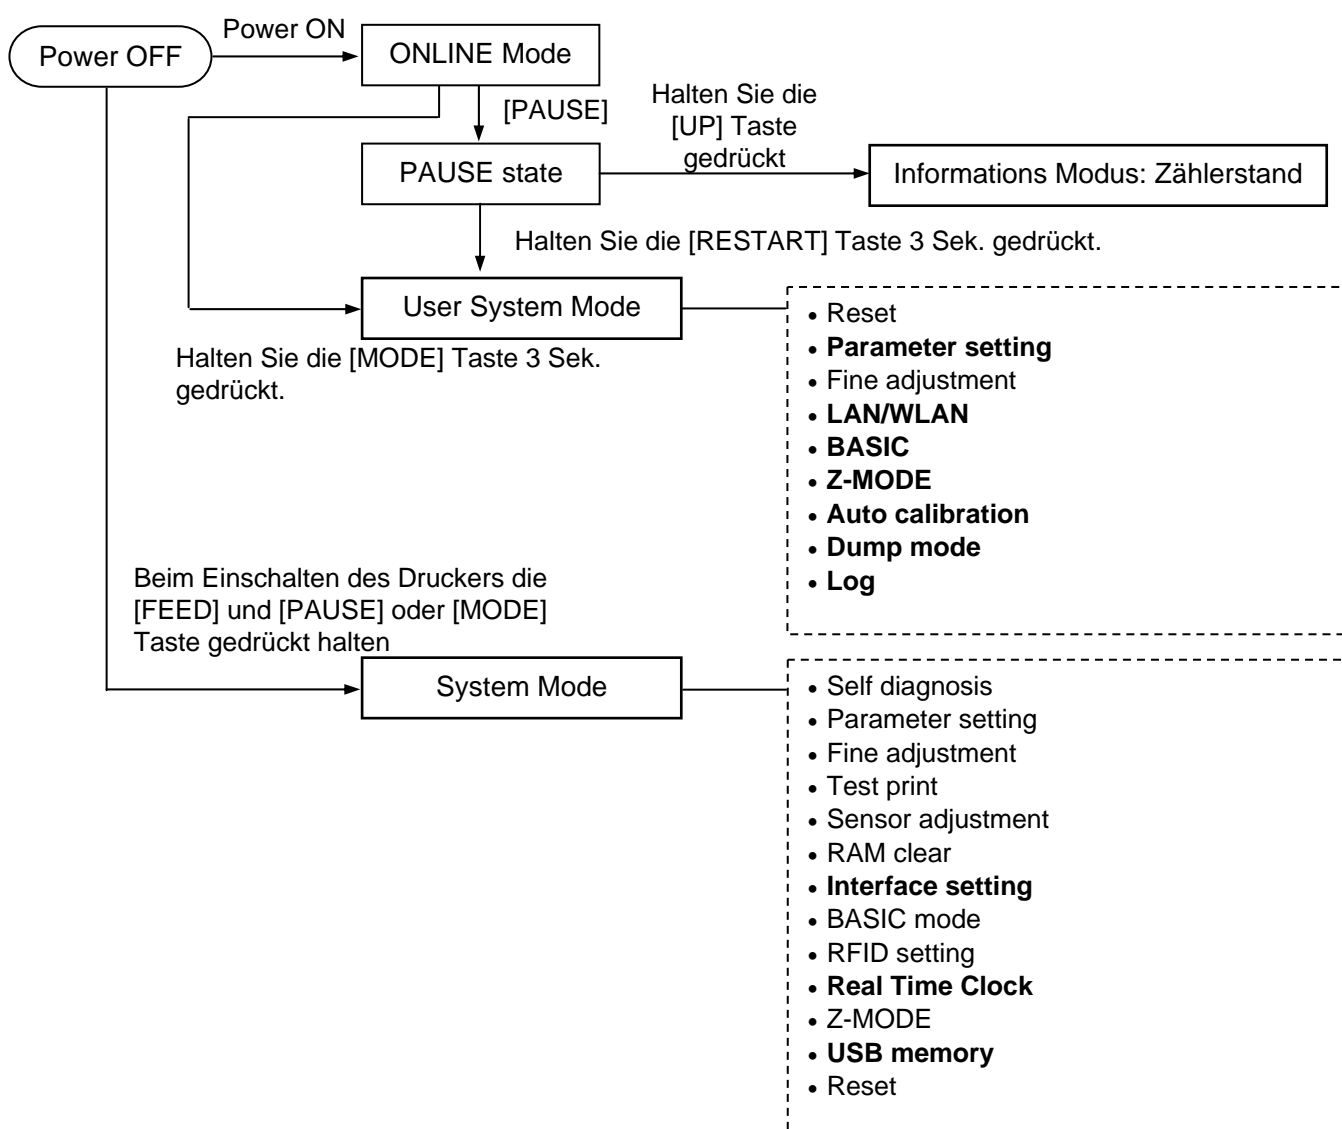 Power ON
Power OFF
ONLINE Mode
[PAUSE]
Halten Sie die
[UP] Taste
gedrückt
PAUSE state
Informations Modus: Zählerstand
Halten Sie die [RESTART] Taste 3 Sek. gedrückt.
User System Mode
Halten Sie die [MODE] Taste 3 Sek.
gedrückt.
• Reset
• Parameter setting
• Fine adjustment
• LAN/WLAN
• BASIC
• Z-MODE
• Auto calibration
• Dump mode
• Log
Beim Einschalten des Druckers die
[FEED] und [PAUSE] oder [MODE]
Taste gedrückt halten
System Mode
• Self diagnosis
• Parameter setting
• Fine adjustment
• Test print
• Sensor adjustment
• RAM clear
• Interface setting
• BASIC mode
• RFID setting
• Real Time Clock
• Z-MODE
• USB memory
• Reset